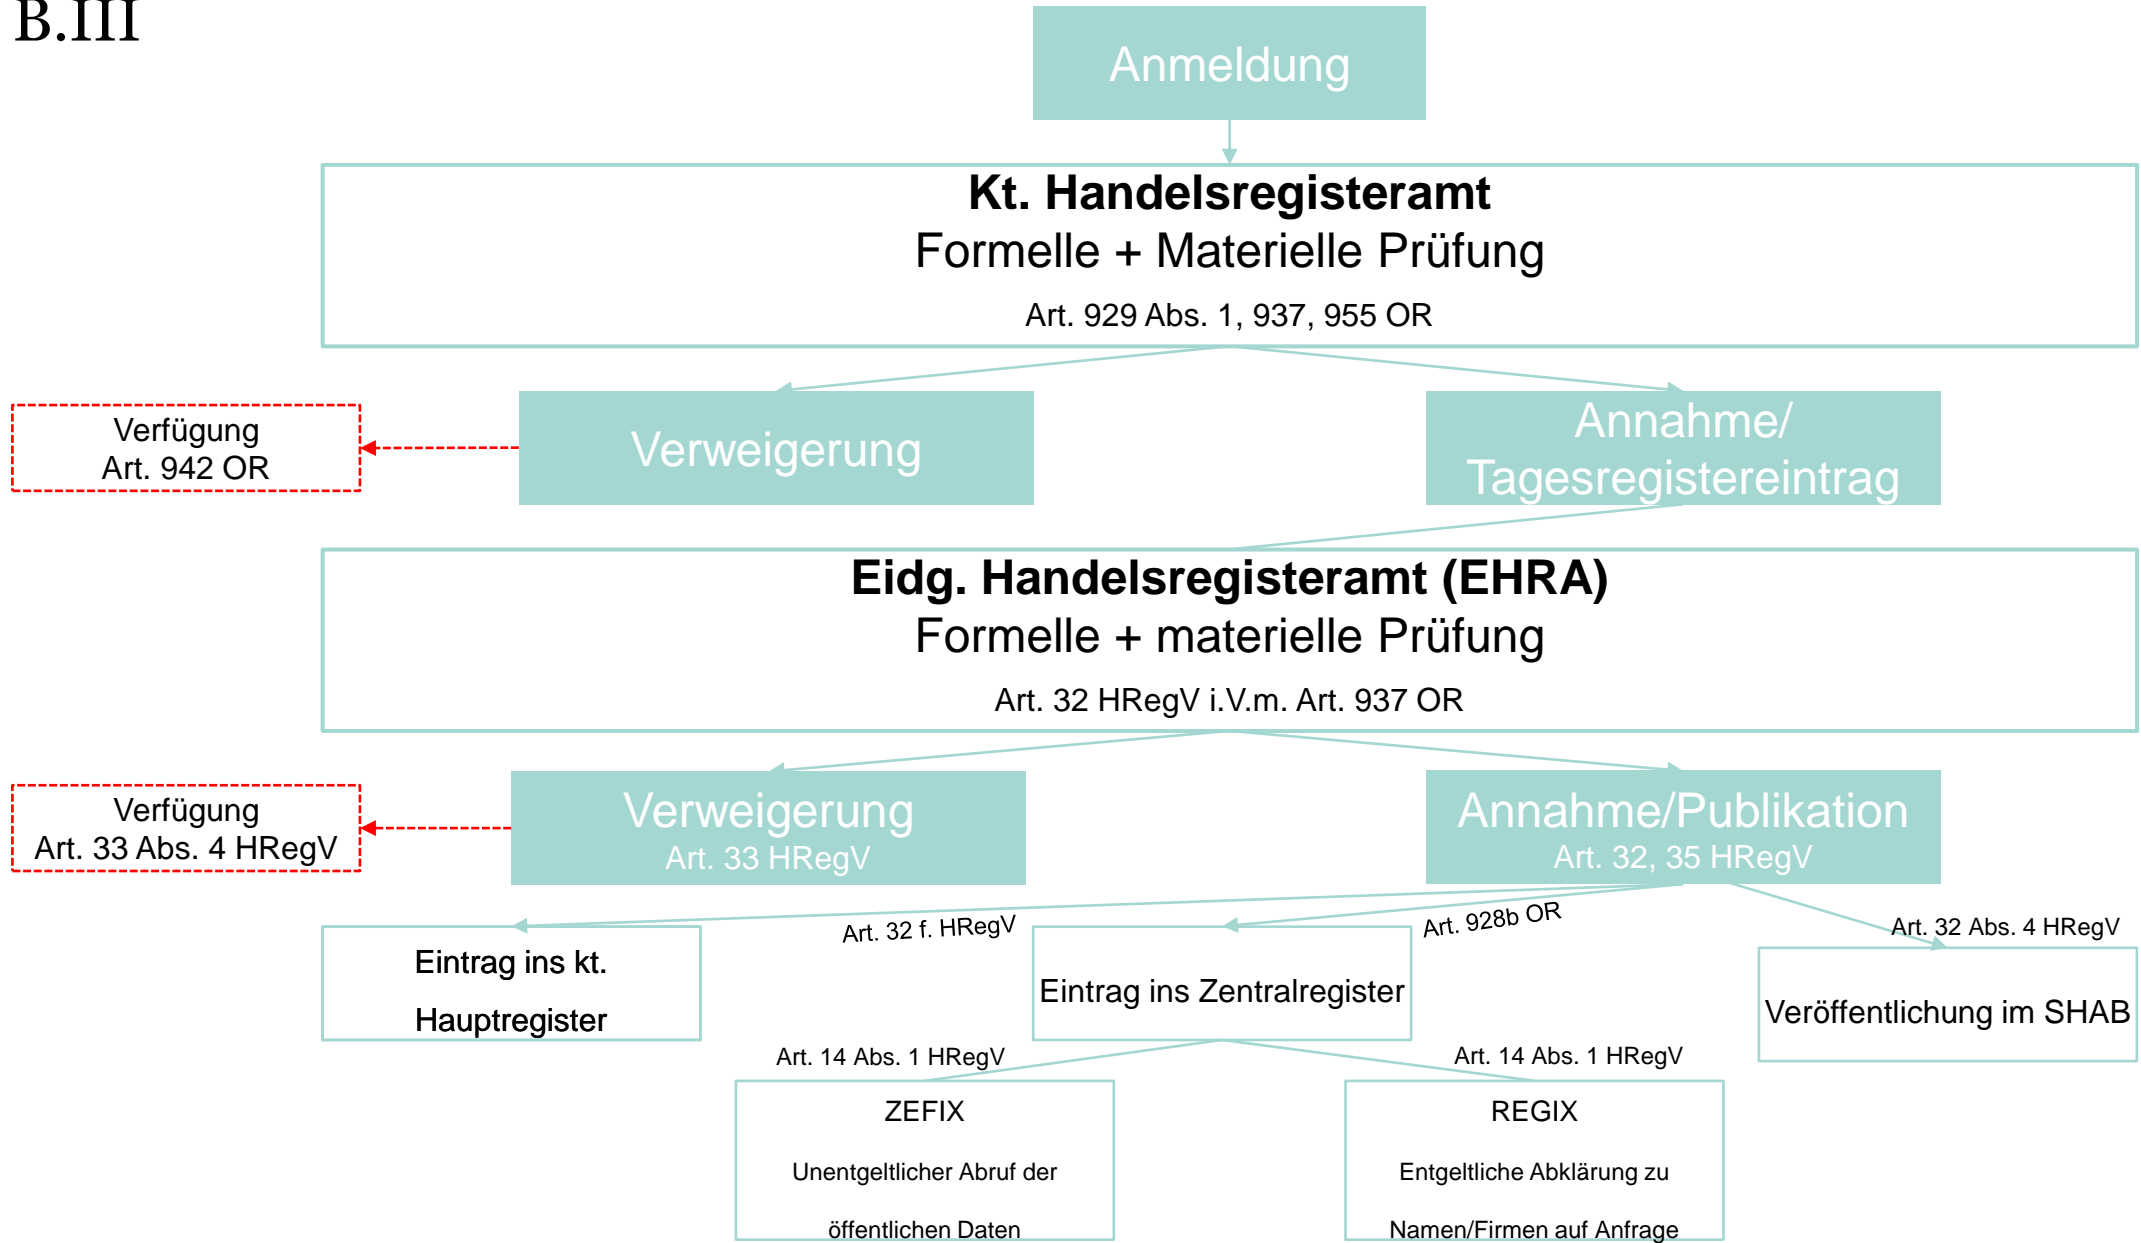 B.III
Anmeldung
Kt. Handelsregisteramt
Formelle + Materielle Prüfung
Art. 929 Abs. 1, 937, 955 OR
Verfügung
Art. 942 OR
Verweigerung
Annahme/
Tagesregistereintrag
Eidg. Handelsregisteramt (EHRA)
Formelle + materielle Prüfung
Art. 32 HRegV i.V.m. Art. 937 OR
Verfügung
Art. 33 Abs. 4 HRegV
Verweigerung
Art. 33 HRegV
Annahme/Publikation
Art. 32, 35 HRegV
Art. 32 f. HRegV
Art. 928b OR
Art. 32 Abs. 4 HRegV
Eintrag ins kt.
Hauptregister
Eintrag ins Zentralregister
Veröffentlichung im SHAB
Art. 14 Abs. 1 HRegV
Art. 14 Abs. 1 HRegV
ZEFIX
Unentgeltlicher Abruf der
öffentlichen Daten
REGIX
Entgeltliche Abklärung zu
Namen/Firmen auf Anfrage